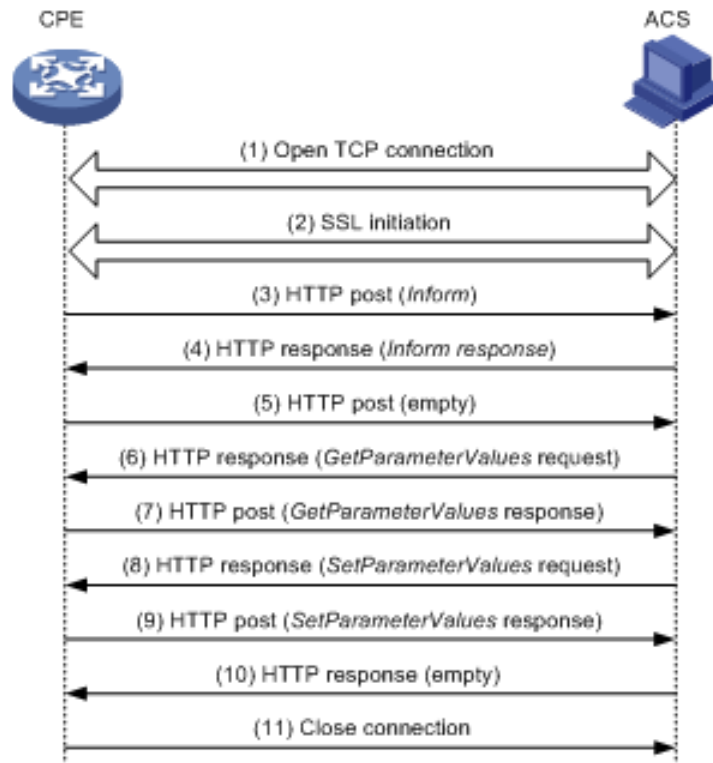 CPE
ACS
(1) Open TCP connection
(2) SSL initiation
(3) HTTP post (Inform)
(4) HTTP response (Inform response)
(5) HTTP post (empty)
(6) HTTP response (GetParameterValues request)
(7) HTTP post (GetParameterValues response)
(8) HTTP response (SetParameterValues request)
(9) HTTP post (SetParameterValues response)
(10) HTTP response (empty)
(11) Close connection